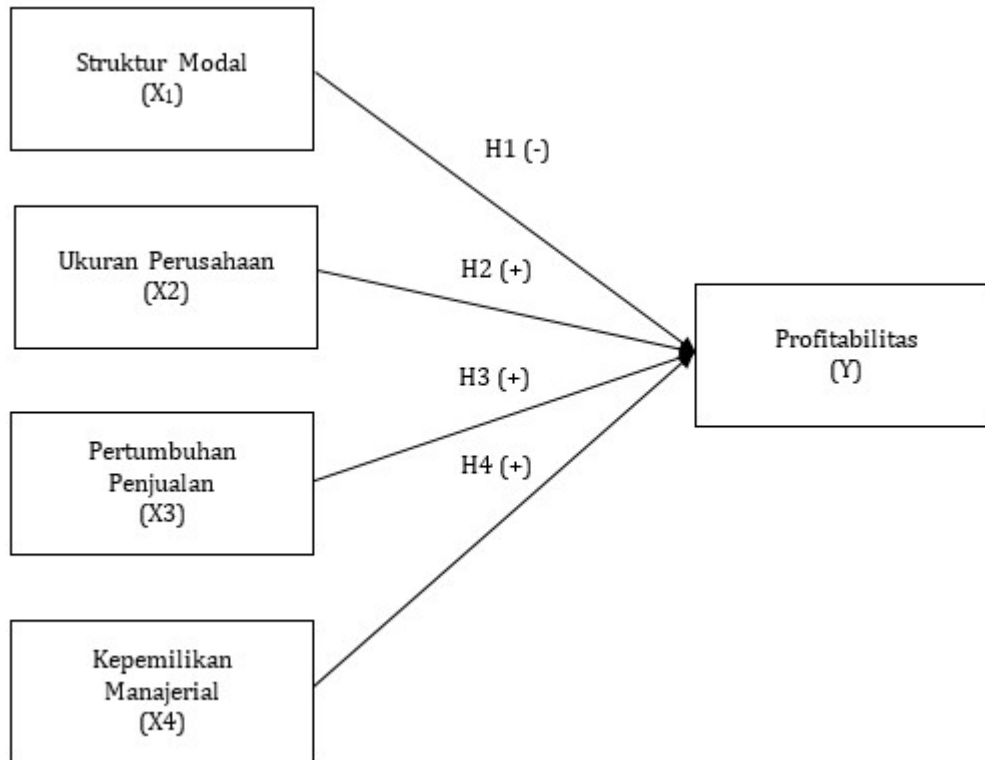 Struktur Modal
(X₁)
H1 (-)
Ukuran Perusahaan
(X2)
H2 (+)
Profitabilitas
(Y)
H3 (+)
Pertumbuhan
Penjualan
(X3)
H4 (+)
Kepemilikan
Manajerial
(X4)